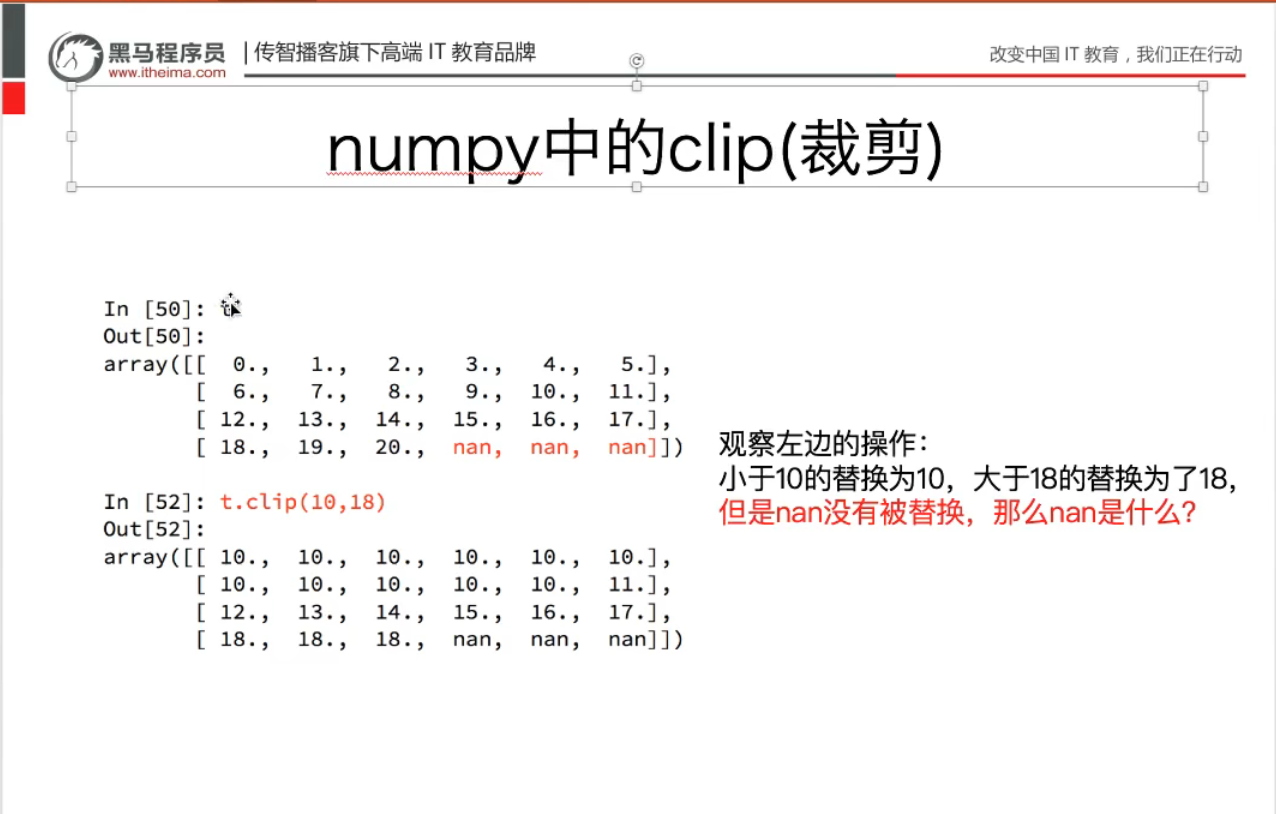 黑马程序员
www.itheima.com
传智播客旗下高端 IT 教育品牌
改变中国 IT 教育，我们正在行动
numpy中的clip(裁剪)
In [50]: t
Out[50]:
array([[  0.,   1.,   2.,   3.,   4.,   5.],
       [  6.,   7.,   8.,   9.,  10.,  11.],
       [ 12.,  13.,  14.,  15.,  16.,  17.],
       [ 18.,  19.,  20.,  nan,  nan,  nan]])
In [52]: t.clip(10,18)
Out[52]:
array([[ 10.,  10.,  10.,  10.,  10.,  10.],
       [ 10.,  10.,  10.,  10.,  10.,  11.],
       [ 12.,  13.,  14.,  15.,  16.,  17.],
       [ 18.,  18.,  18.,  nan,  nan,  nan]])
观察左边的操作：
小于10的替换为10，大于18的替换为了18，
但是nan没有被替换，那么nan是什么？